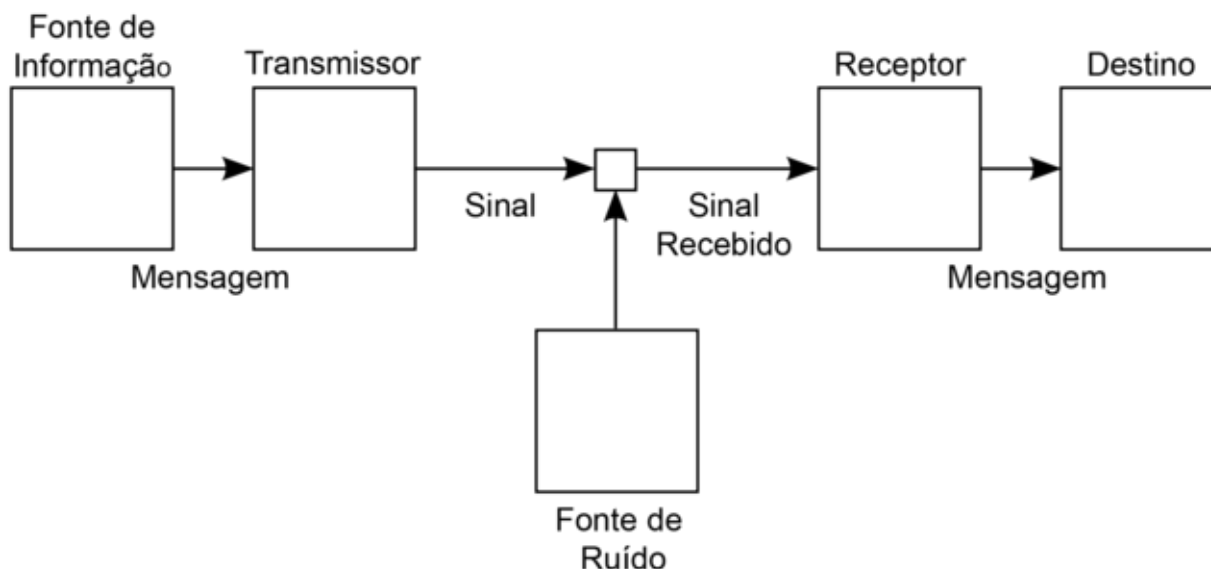 Fonte de
Informação
Transmissor
Receptor
Destino
Sinal
Sinal
Recebido
Mensagem
Mensagem
Fonte de
Ruído